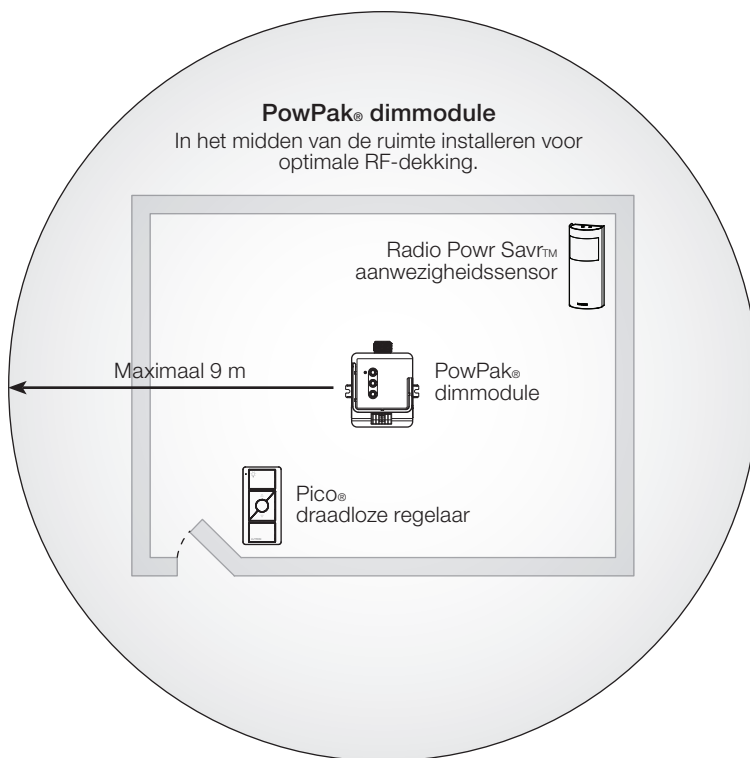 PowPak® dimmodule
In het midden van de ruimte installeren voor
optimale RF-dekking.
Radio Powr Savr™
aanwezigheidssensor
Maximaal 9 m
PowPak®
dimmodule
Pico®
draadloze regelaar